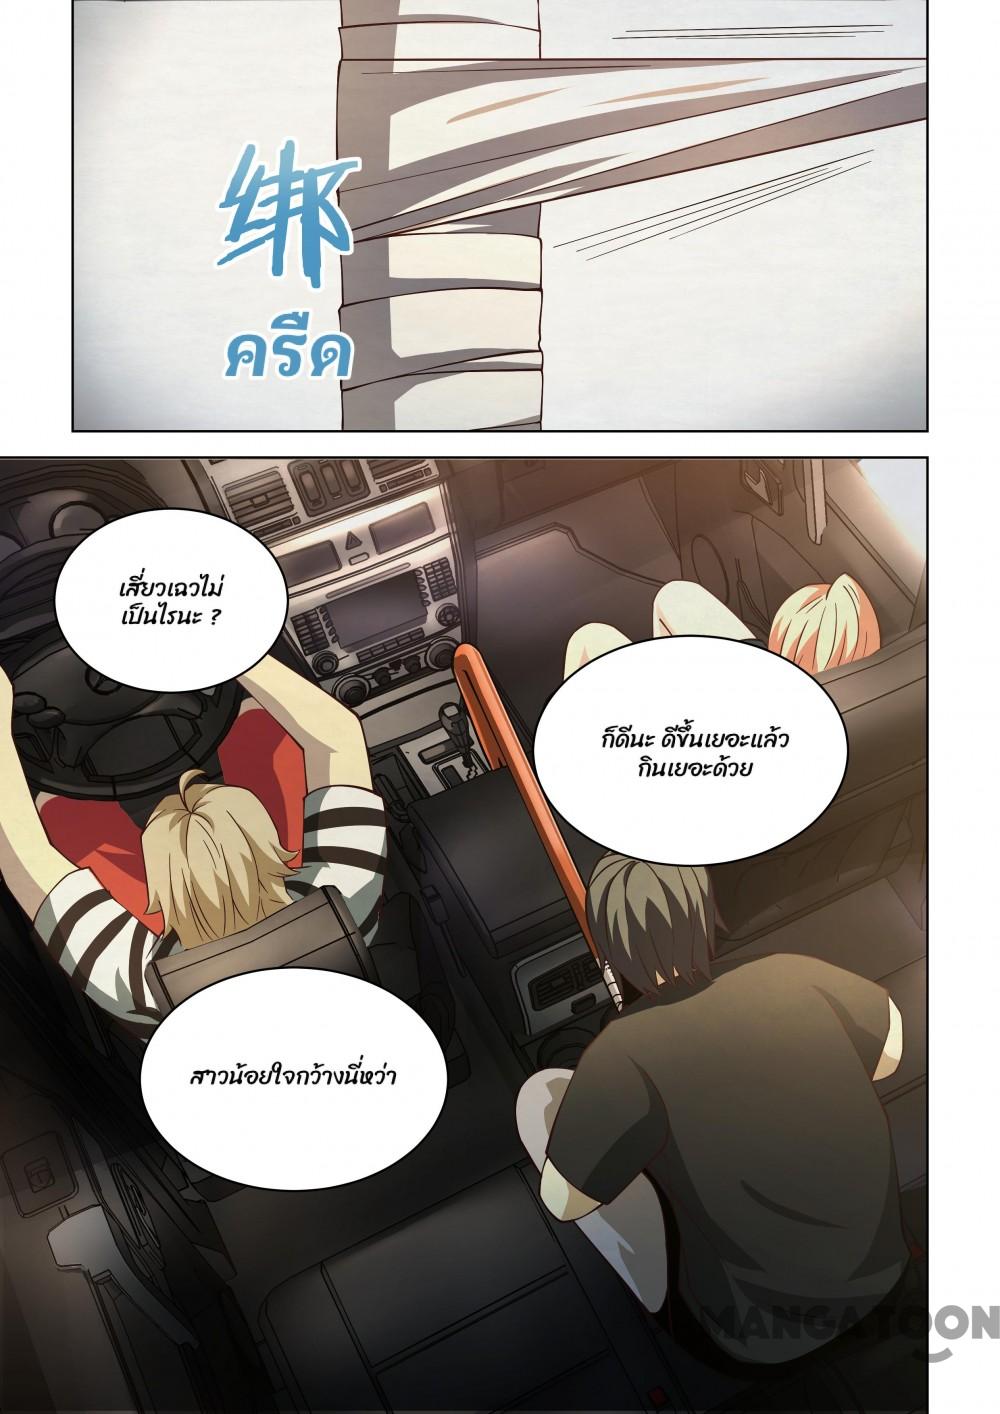 绑
ครืด
เสี่ยวเฉวไม่
เป็นไรนะ ?
ก็ดีนะ ดีขึ้นเยอะแล้ว
กินเยอะด้วย
สาวน้อยใจกว้างนี่หว่า
MANGATOON